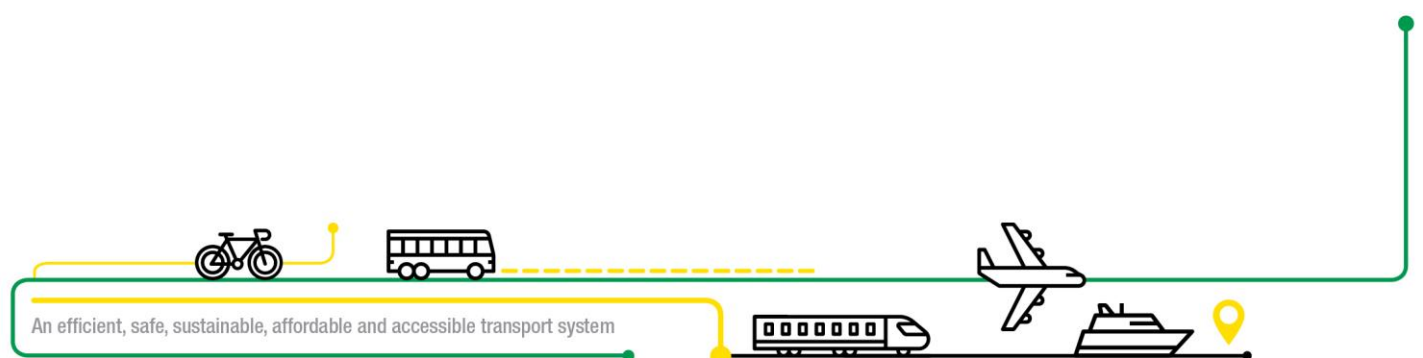 An efficient, safe, sustainable, affordable and accessible transport system